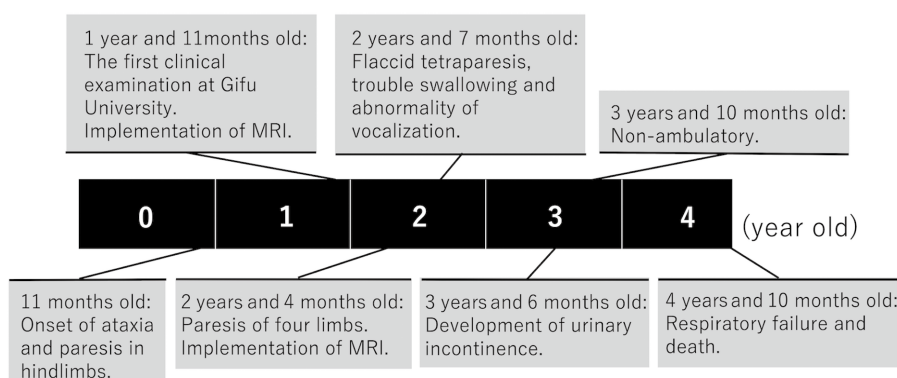 1 year and 11months old:
The first clinical
examination at Gifu
University.
Implementation of MRI.
2 years and 7 months old:
Flaccid tetraparesis,
trouble swallowing and
abnormality of
vocalization.
3 years and 10 months old:
Non-ambulatory.
0
1
2
3
4
(year old)
11 months old:
Onset of ataxia
and paresis in
hindlimbs.
2 years and 4 months old:
Paresis of four limbs.
Implementation of MRI.
3 years and 6 months old:
Development of urinary
incontinence.
4 years and 10 months old:
Respiratory failure and
death.